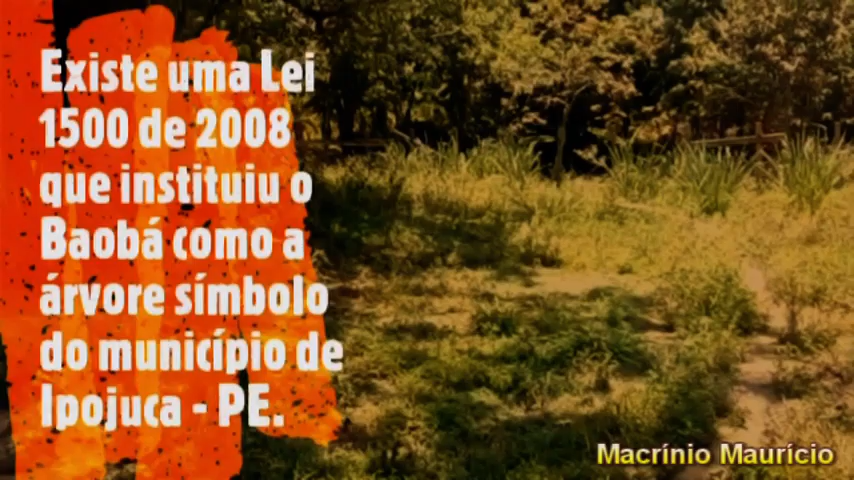 Existe uma Lei
1500 de 2008
que instituiu o
Baobá como a
árvore símbolo
do município de
Ipojuca - PE.
Macrínio Maurício